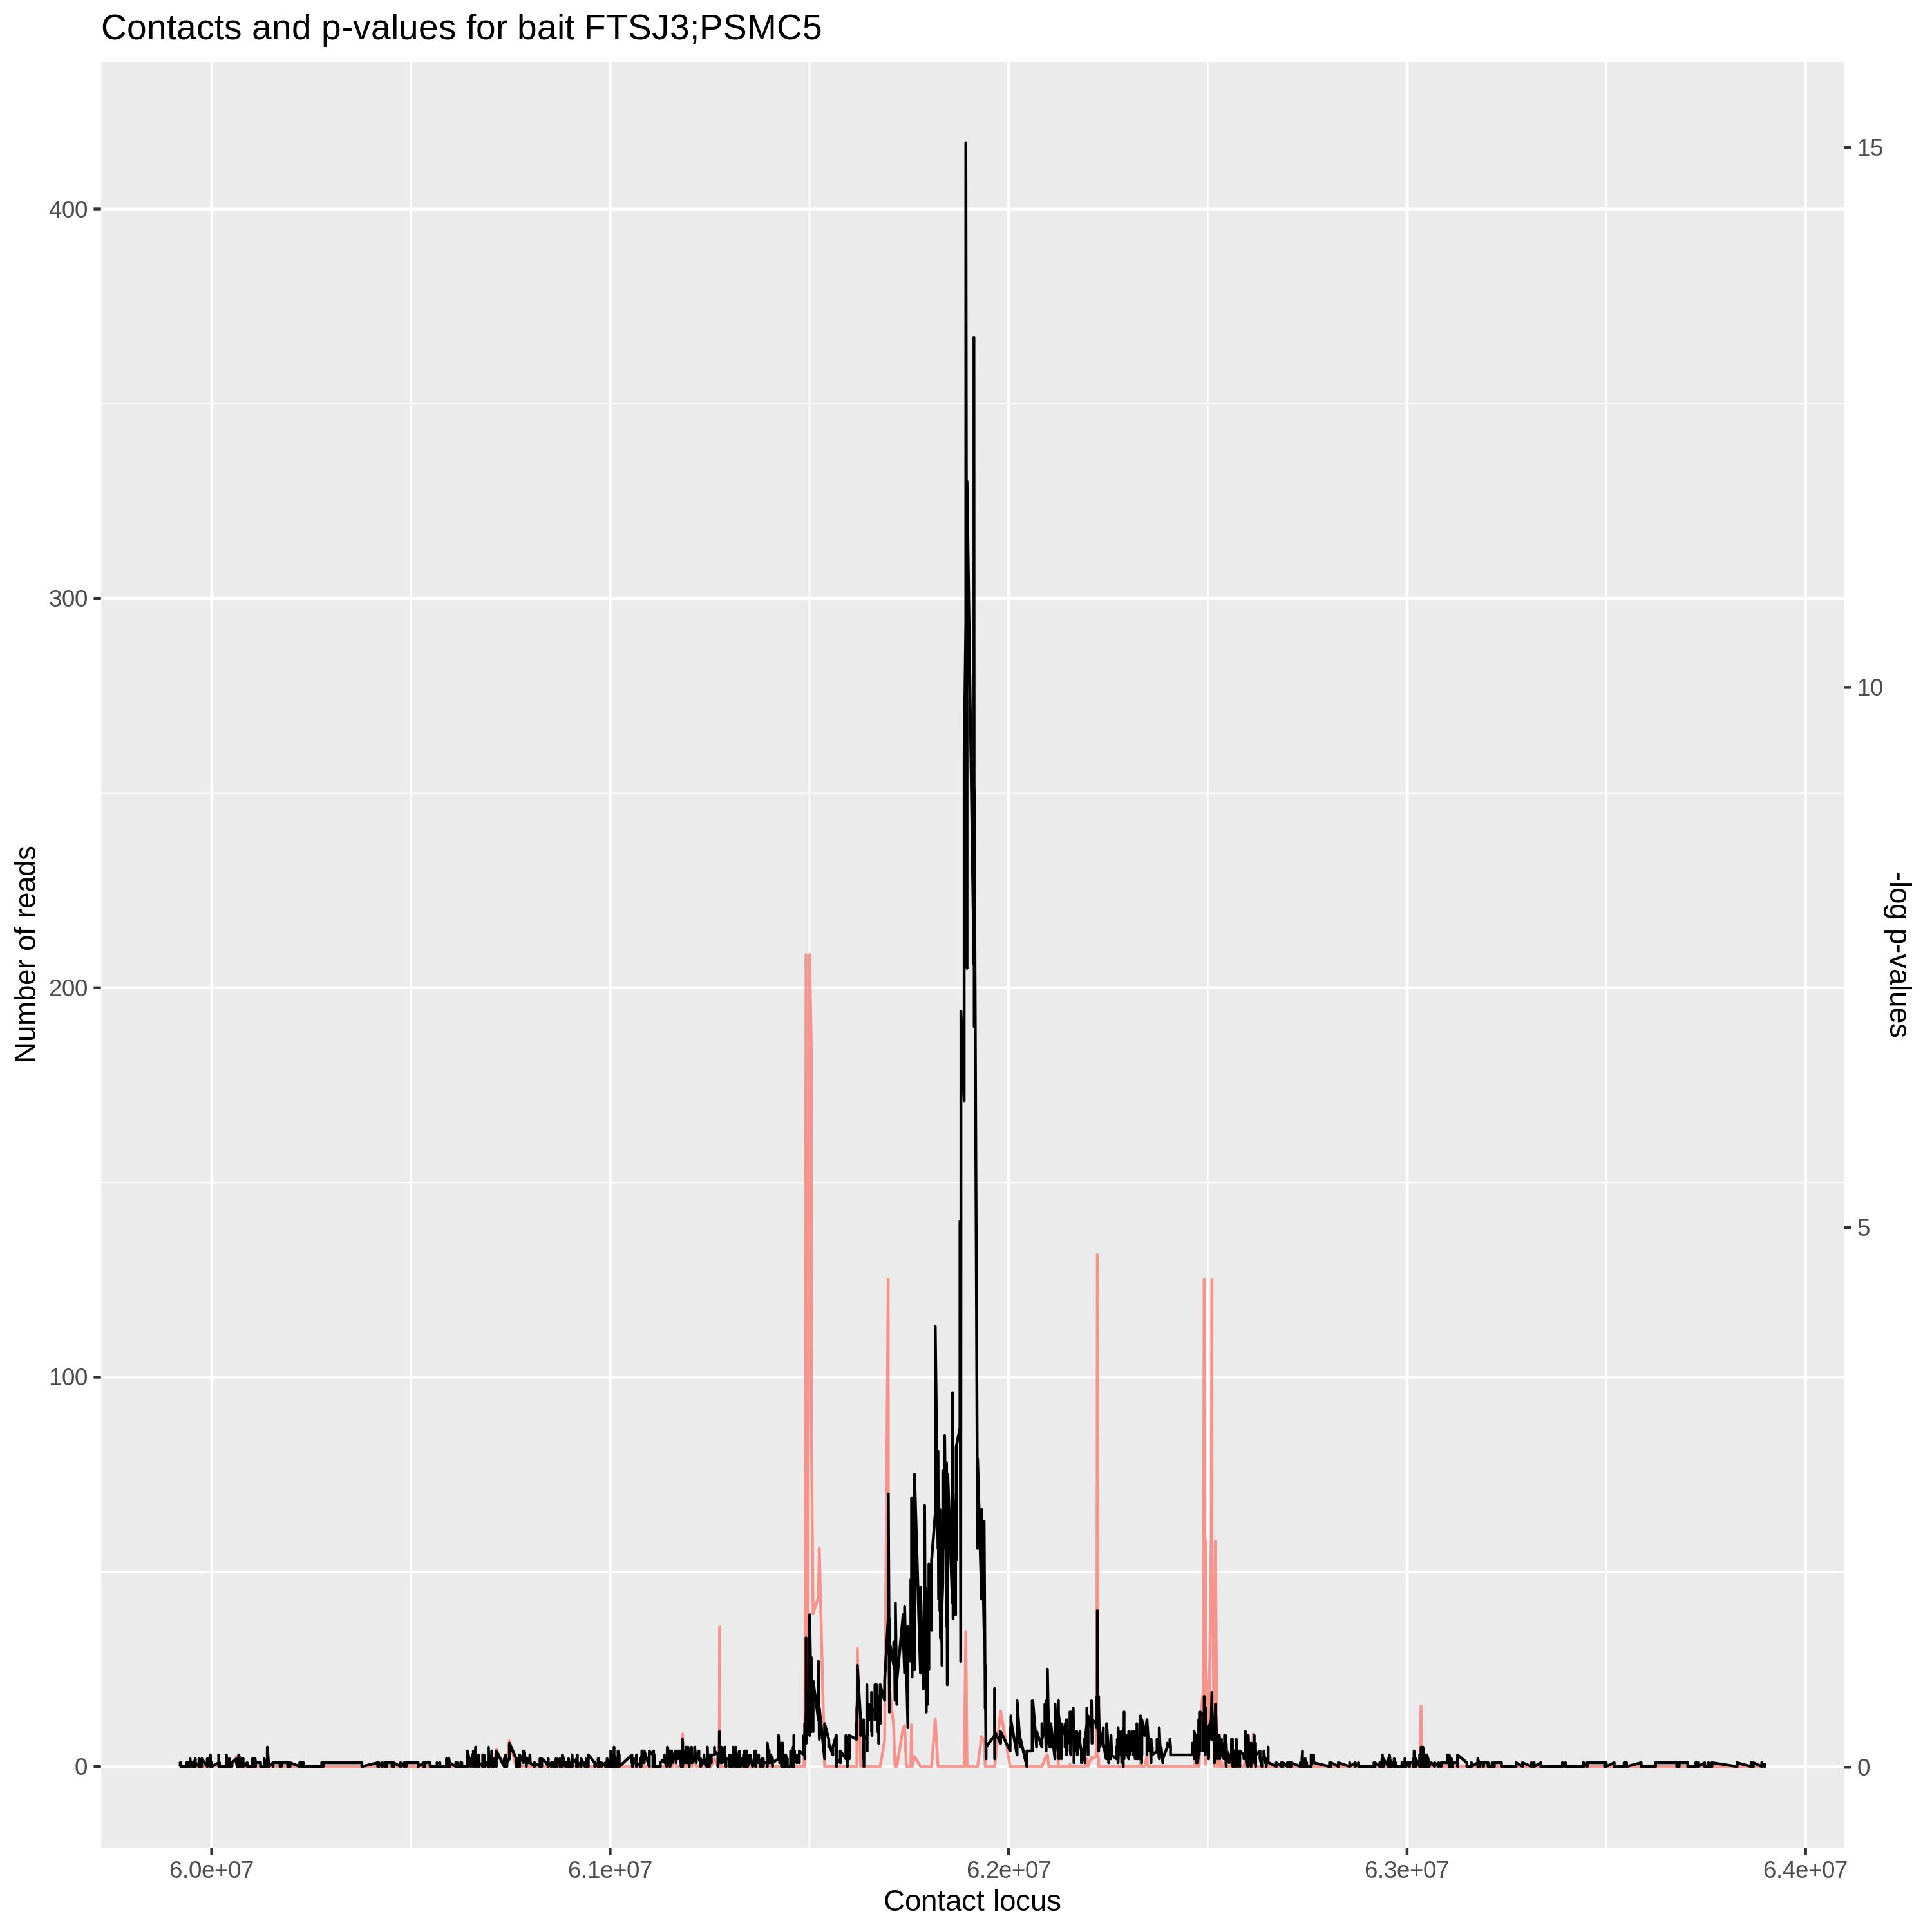 Contacts and p-values for bait FTSJ3;PSMC5
400
300
200
100
0
Number of reads
15
10
5
0
-log p-values
6.0e+07
6.1e+07
6.2e+07
6.3e+07
6.4e+07
Contact locus